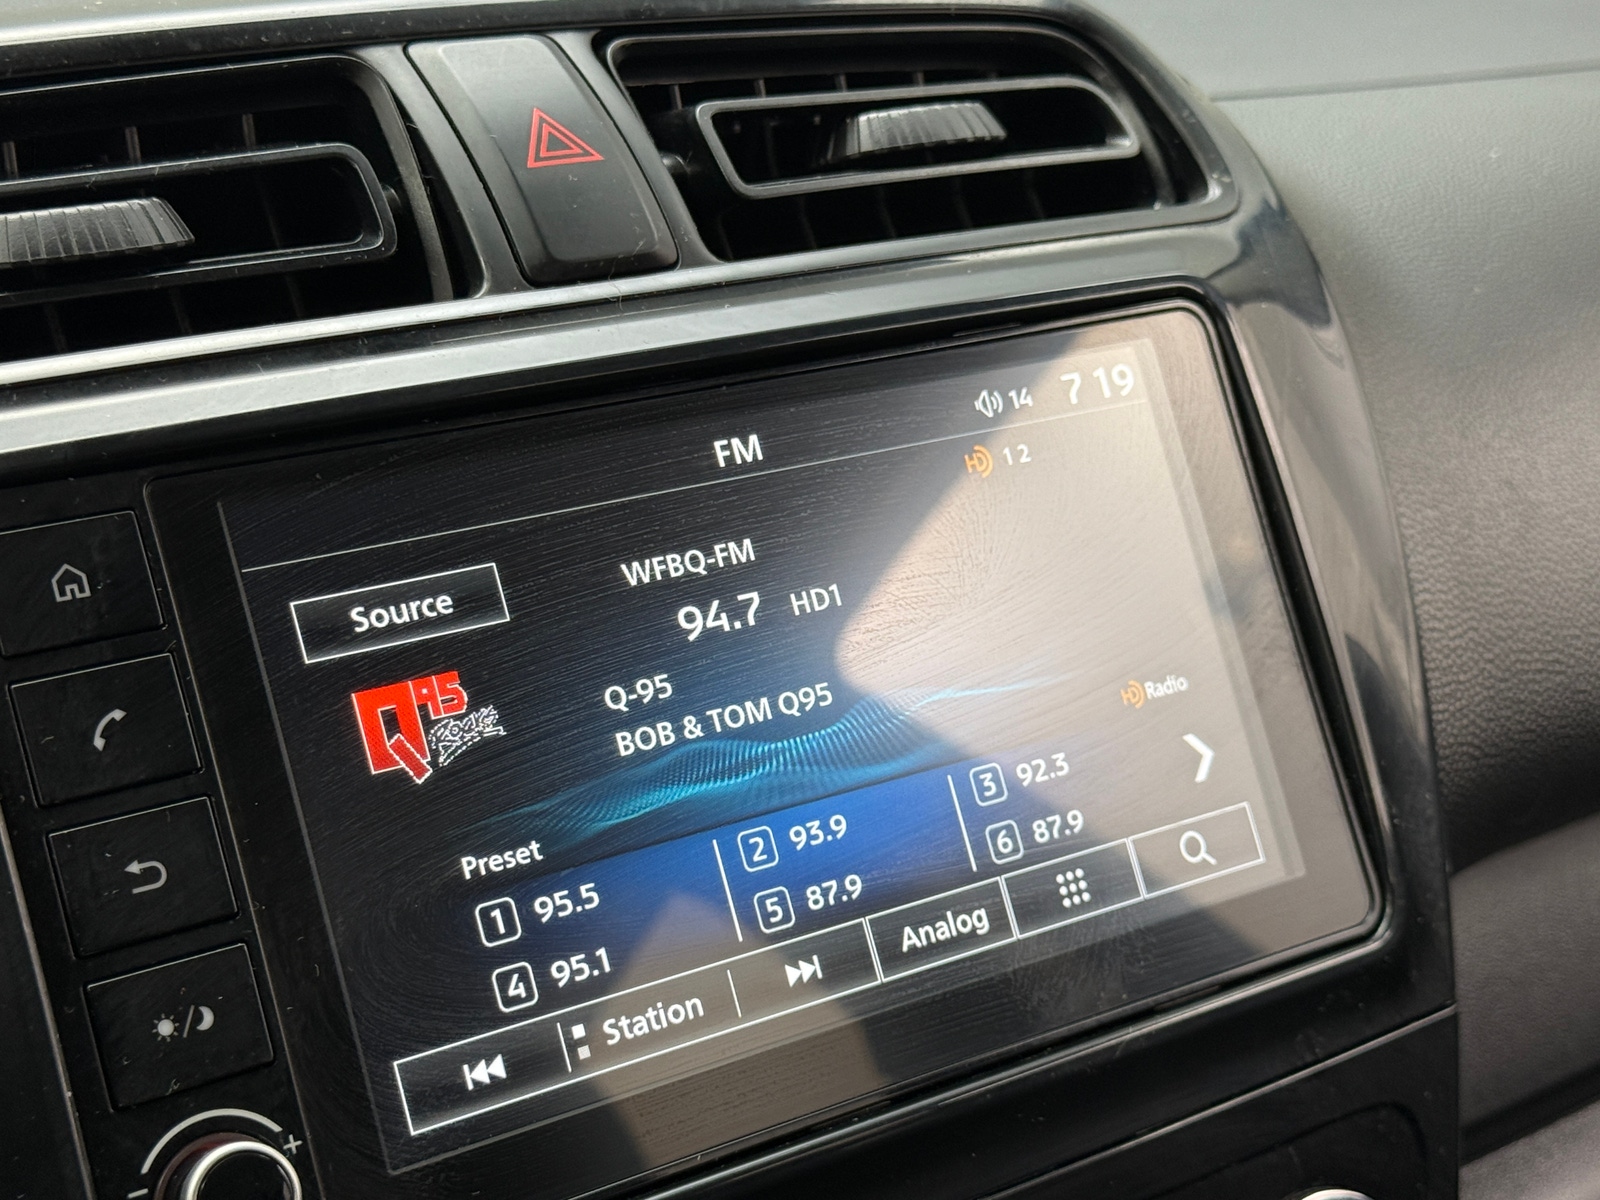 14 7 19
FM
HD 1 2
Source
WFBQ-FM
94.7 HD1
Q95
Q-95
BOB & TOM Q95
HD Radio
Preset
1 95.5
2 93.9
3 92.3
4 95.1
5 87.9
6 87.9
Station
Analog
+
-